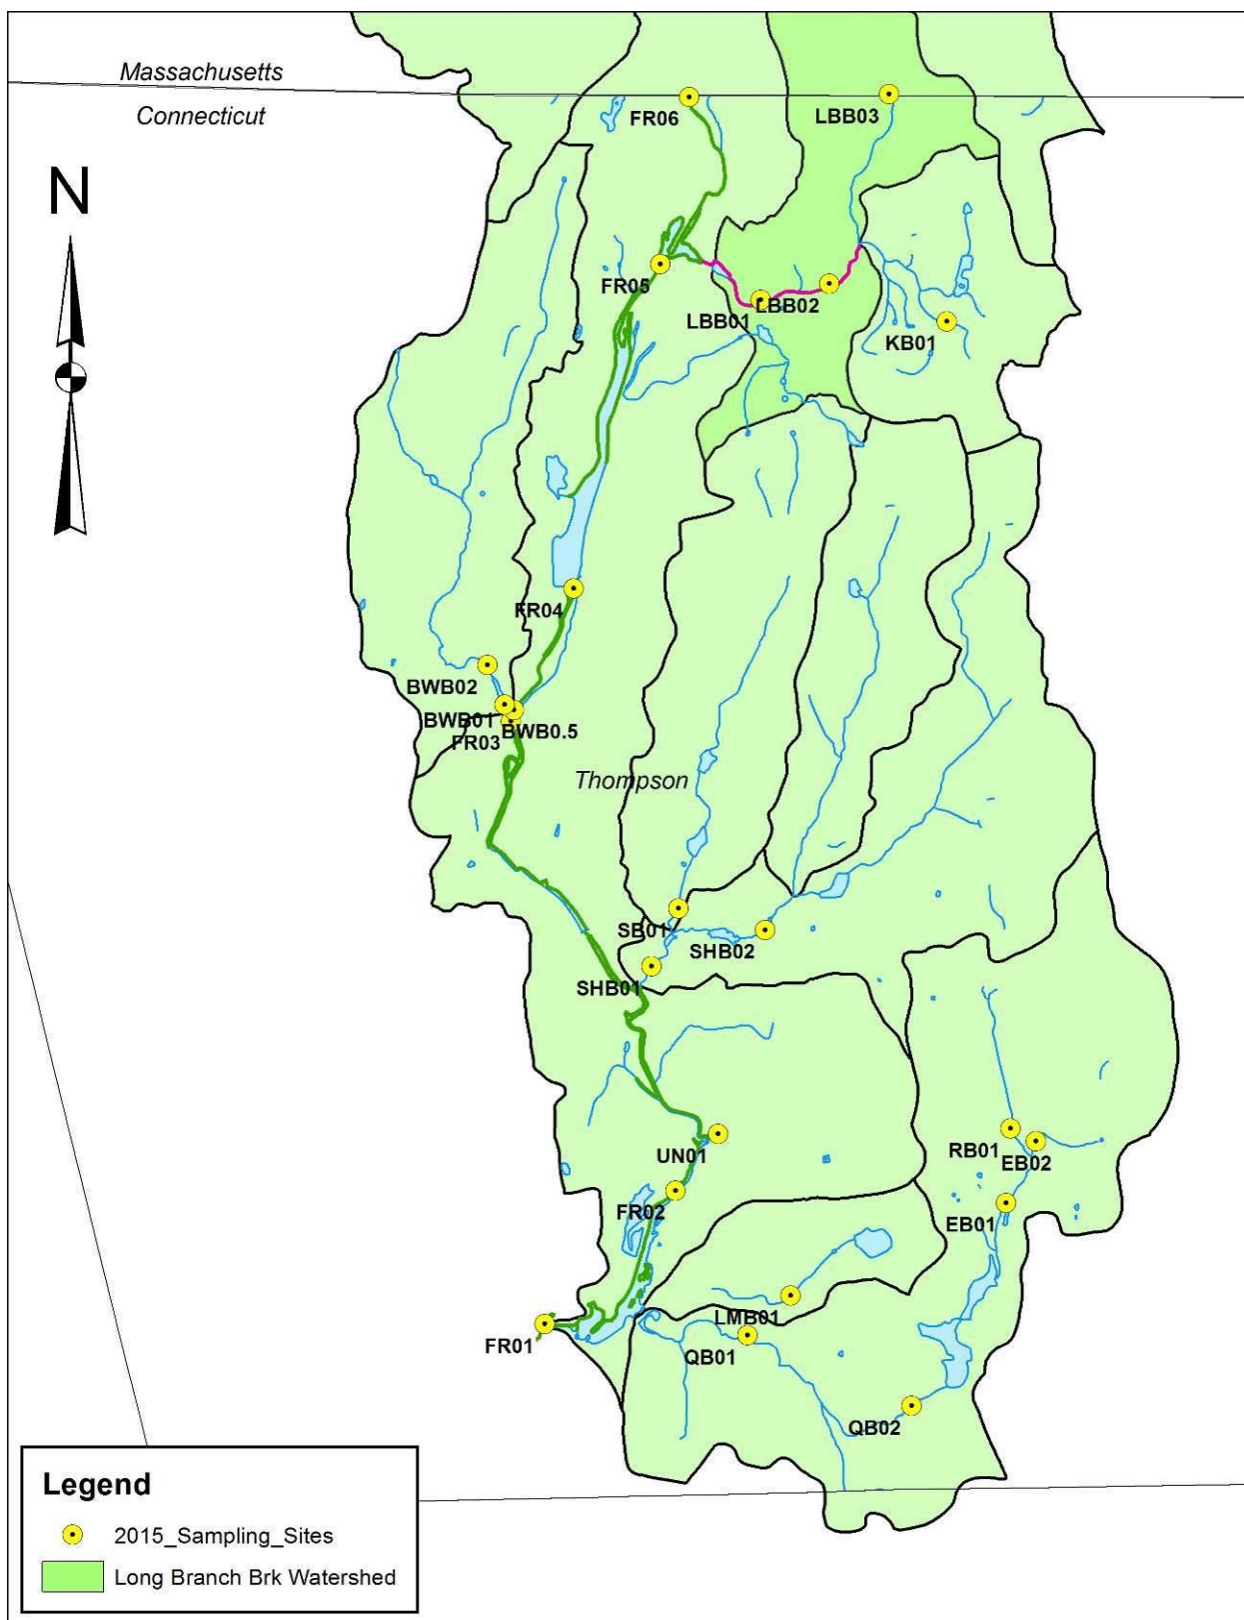 Massachusetts
Connecticut
N
FR06
LBB03
FR05
LBB01
LBB02
KB01
FR04
BWB02
BWB01
BWB0.5
FR03
Thompson
SB01
SHB02
SHB01
UN01
RB01
EB02
FR02
EB01
LMB01
FR01
QB01
QB02
Legend
2015_Sampling_Sites
Long Branch Brk Watershed